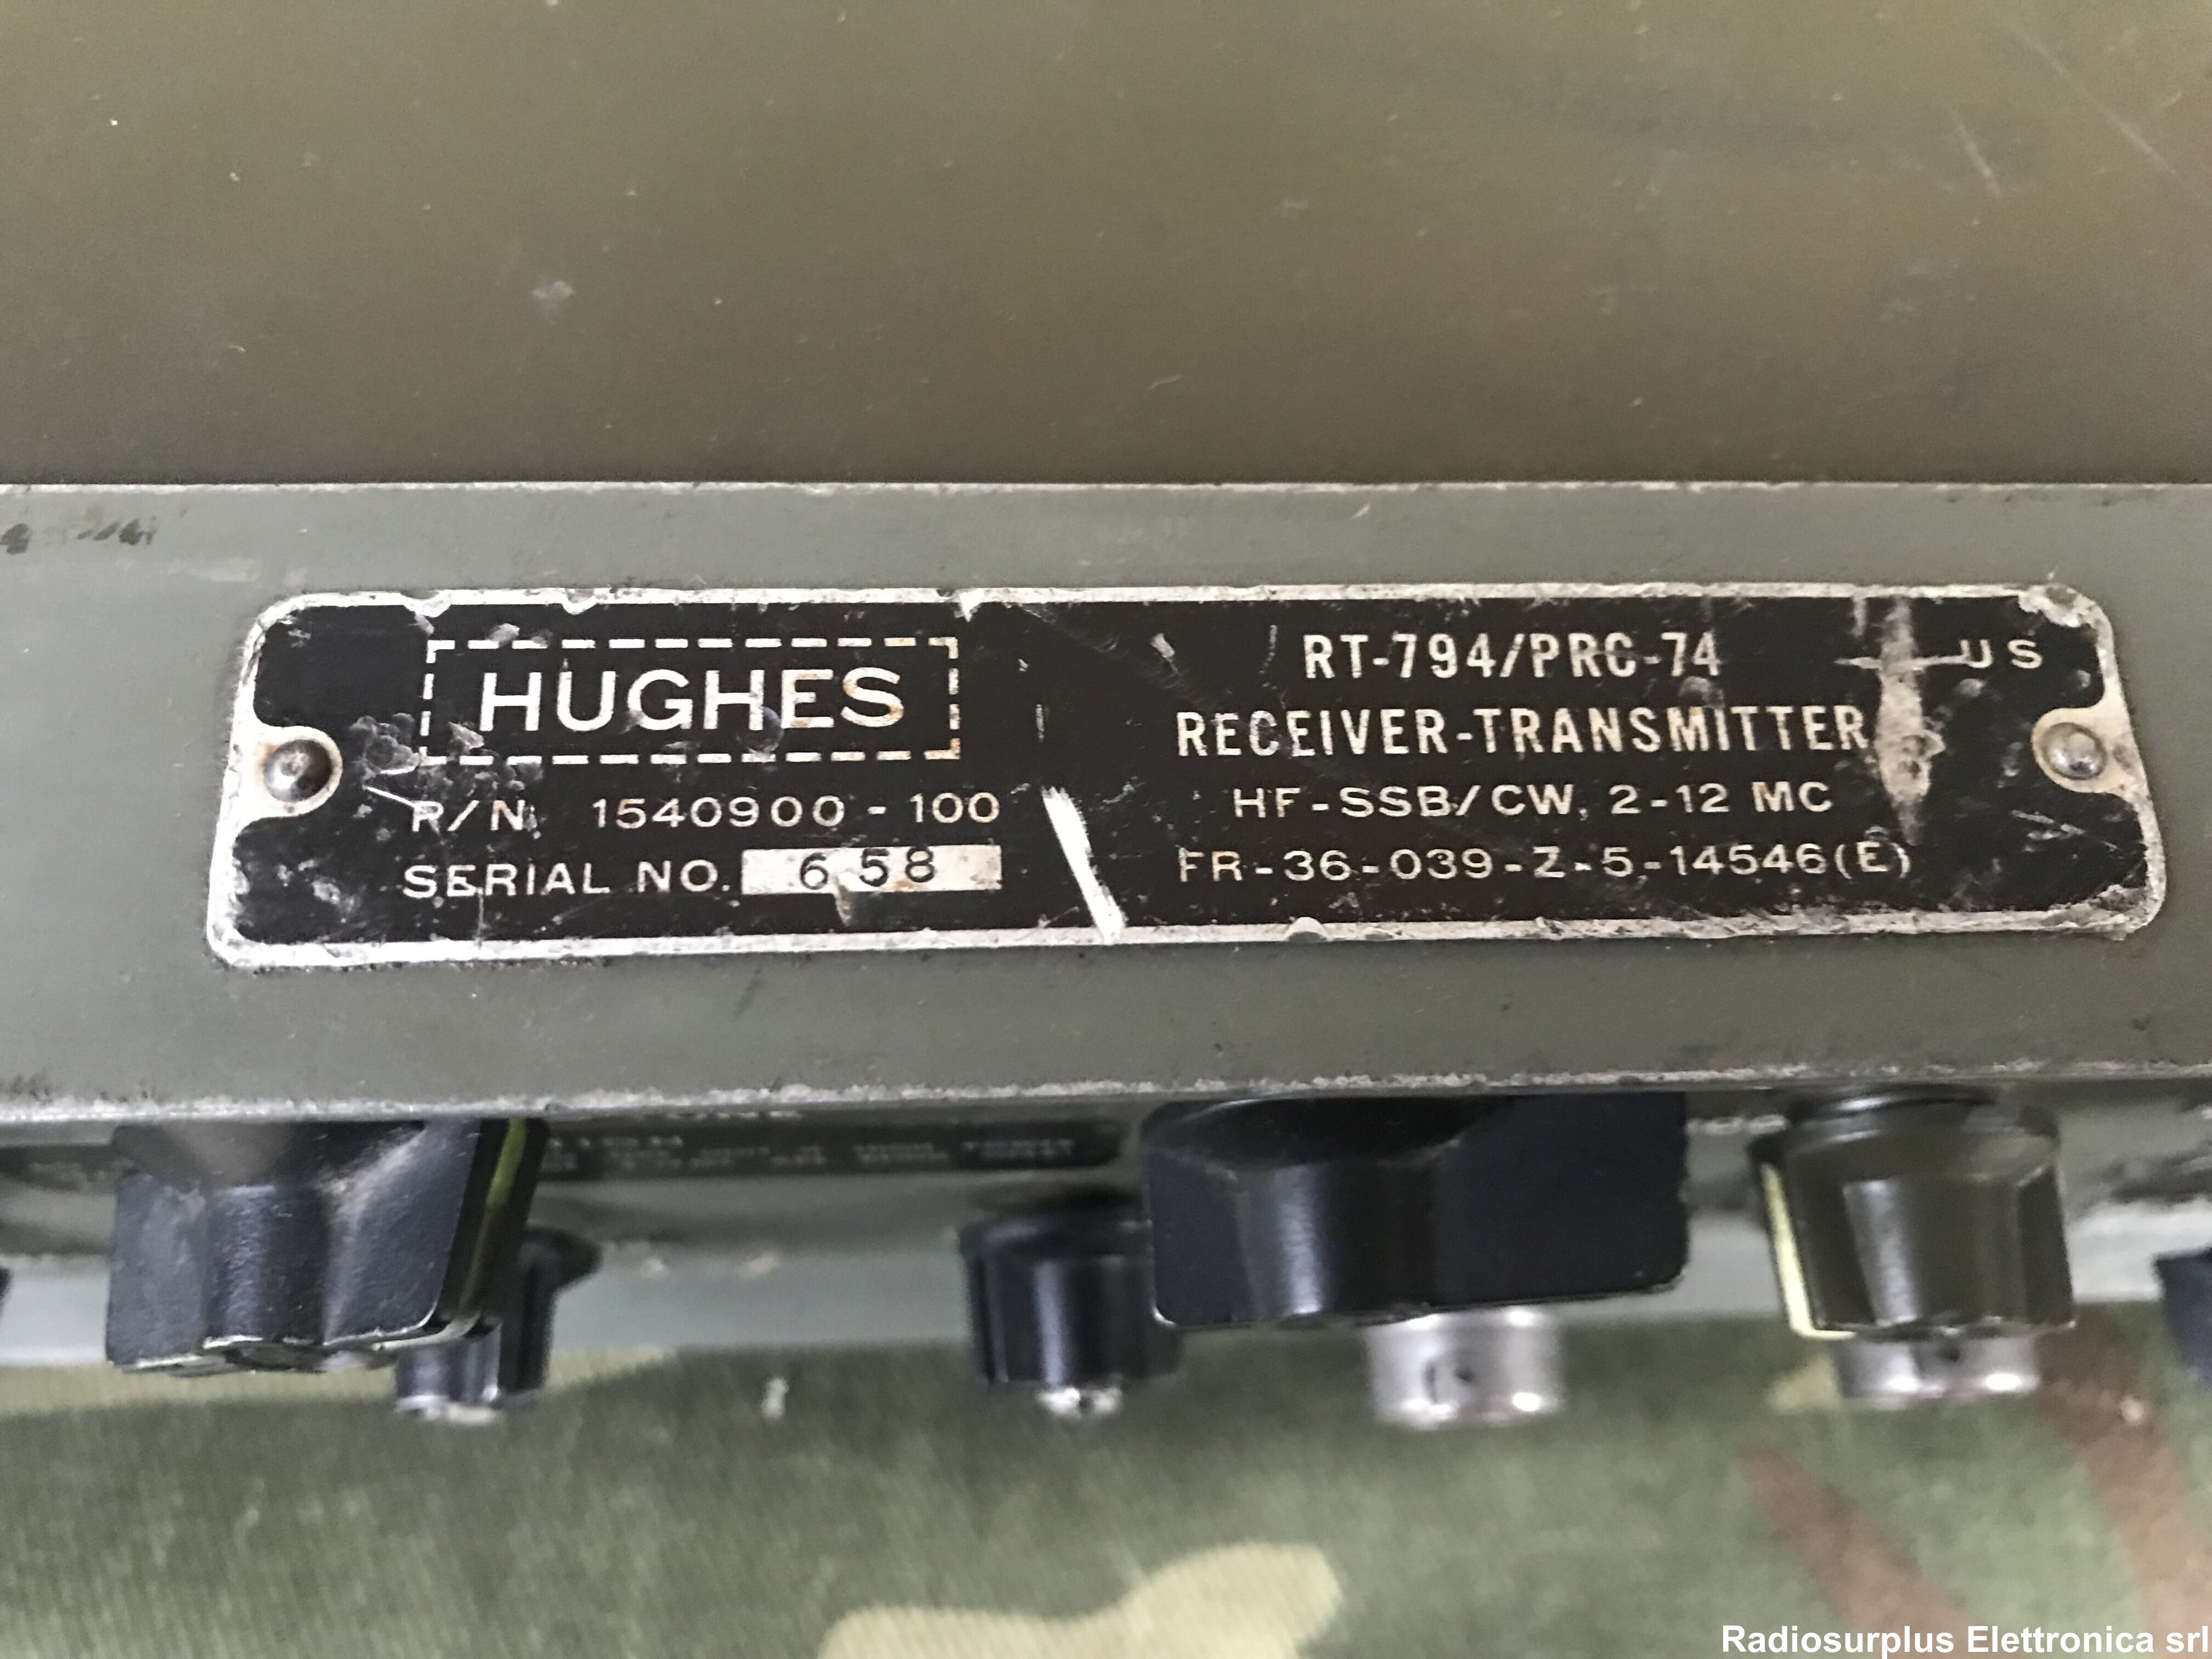 HUGHES
P/N. 1540900-100
SERIAL NO. 658
RT-794/PRC-74
US
RECEIVER-TRANSMITTER
HF-SSB/CW, 2-12 MC
FR-36-039-Z-5-14546(E)
Radiosurplus Elettronica srl